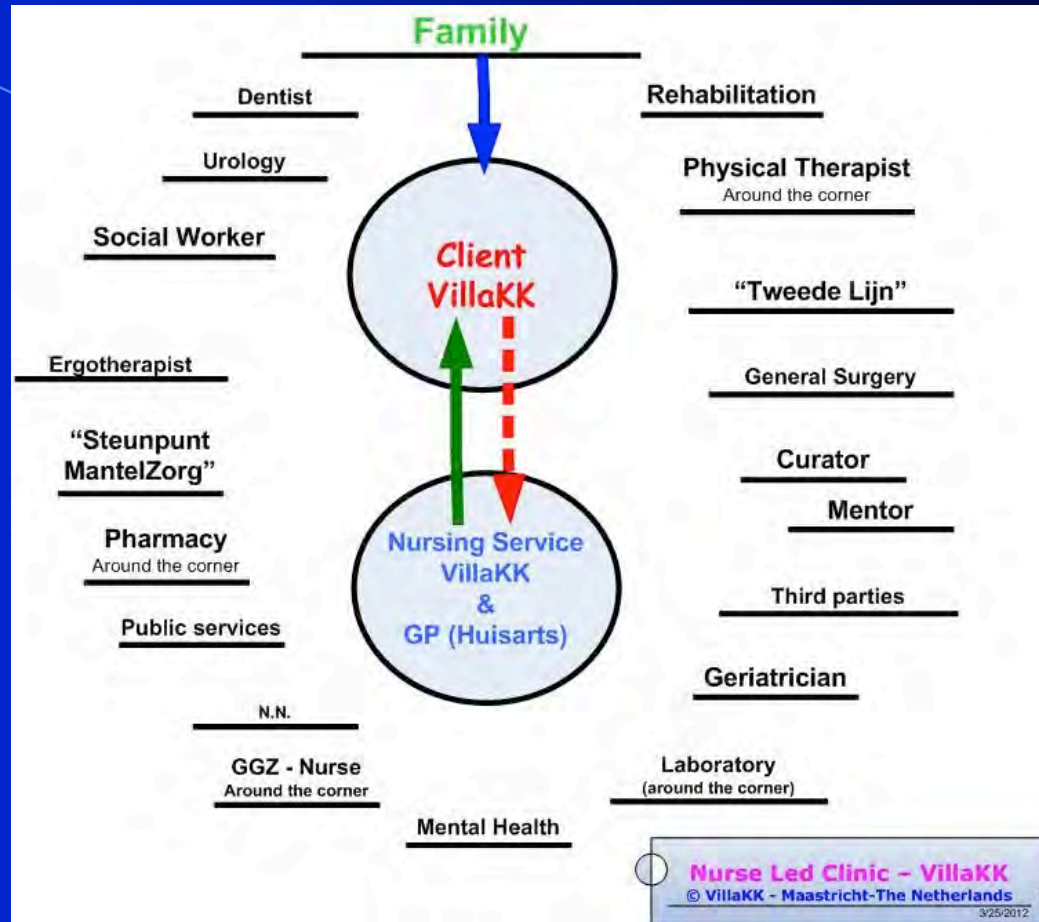 Family
Dentist
Rehabilitation
Urology
Physical Therapist
Around the corner
Social Worker
Client
VillaKK
“Tweede Lijn”
Ergotherapist
General Surgery
“Steunpunt
MantelZorg”
Curator
Mentor
Pharmacy
Around the corner
Nursing Service
VillaKK
&
GP (Huisarts)
Third parties
Public services
Geriatrician
N.N.
GGZ - Nurse
Around the corner
Laboratory
(around the corner)
Mental Health
Nurse Led Clinic – VillaKK
© VillaKK - Maastricht-The Netherlands
3/25/2012